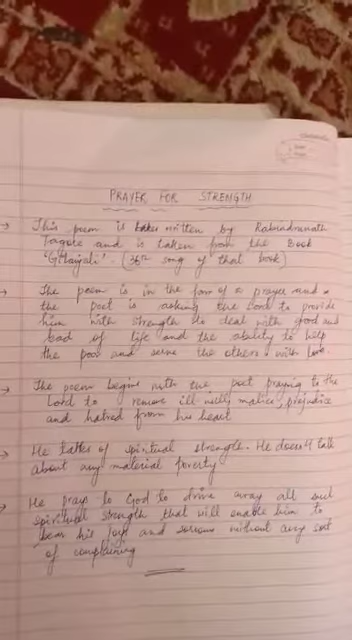 PRAYER FOR STRENGTH
→ This poem is taken written by Rabindranath
Tagore and is taken from the Book
'Gitanjali'. (36th song of that book)
→ The poem is in the form of a prayer and
the poet is asking the Lord to provide
him with strength to deal with good and
bad of life and the ability to help
the poor and serve the others with love.
→ The poem begins with the poet praying to the
Lord to remove ill-will, malice, prejudice
and hatred from his heart
→ He talks of spiritual strength. He doesn't talk
about any material poverty
→ He prays to God to drive away all
spiritual strength that will enable him to
bear his joys and sorrows without any sort
of complaining